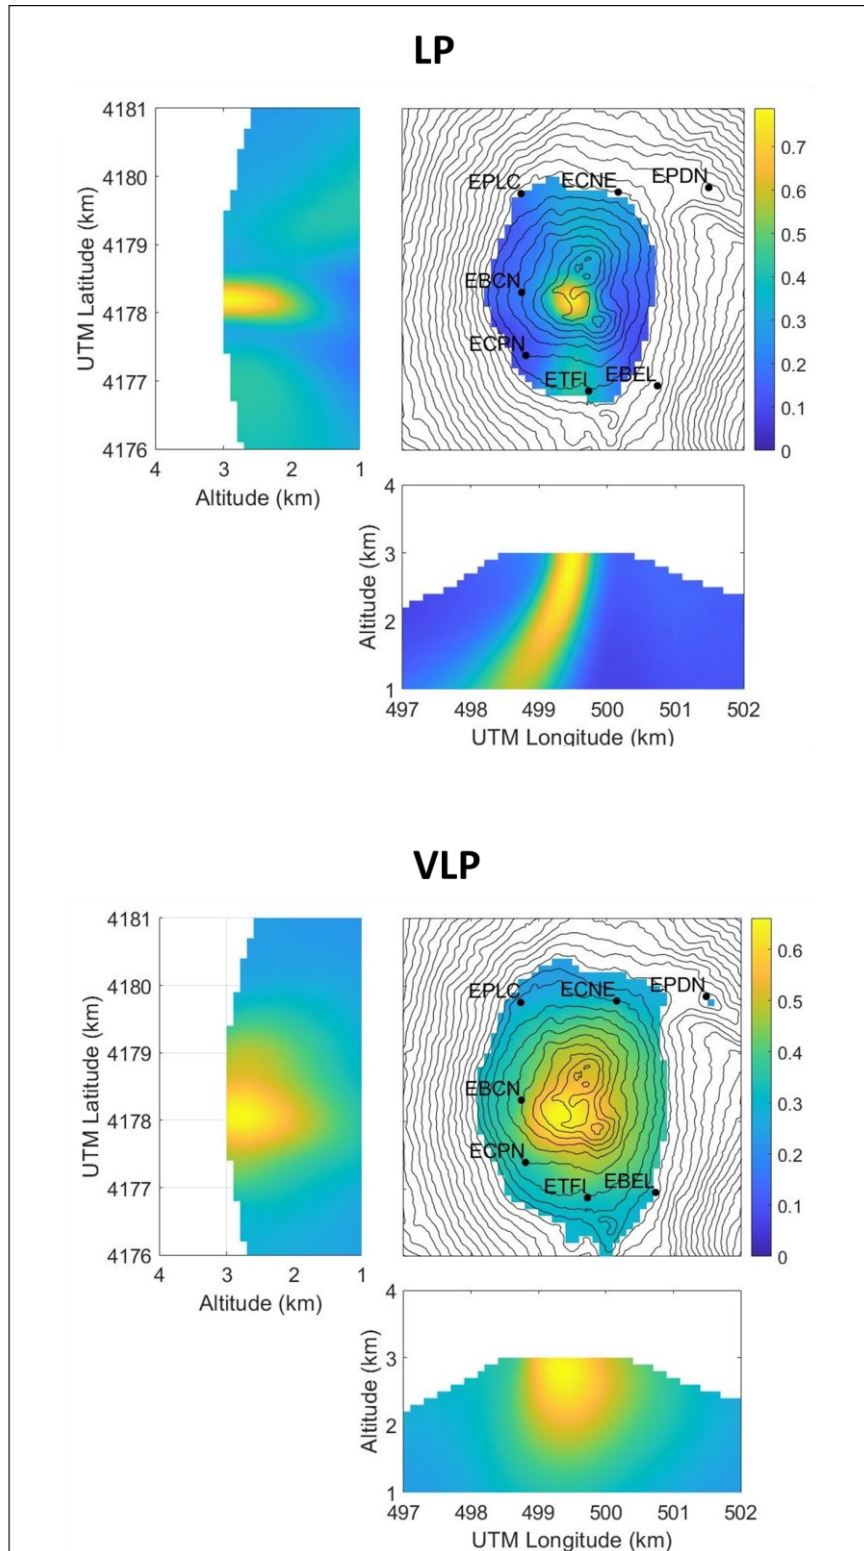 LP
4181
4180
4179
4178
4177
4176
UTM Latitude (km)
4 3 2 1
Altitude (km)
EPLC ECNE EPDN
EBCN
ECPN
ETFI EBEL
0.7
0.6
0.5
0.4
0.3
0.2
0.1
0
4
3
2
1
Altitude (km)
497 498 499 500 501 502
UTM Longitude (km)
VLP
4181
4180
4179
4178
4177
4176
UTM Latitude (km)
4 3 2 1
Altitude (km)
EPLC ECNE EPDN
EBCN
ECPN
ETFI EBEL
0.6
0.5
0.4
0.3
0.2
0.1
0
4
3
2
1
Altitude (km)
497 498 499 500 501 502
UTM Longitude (km)